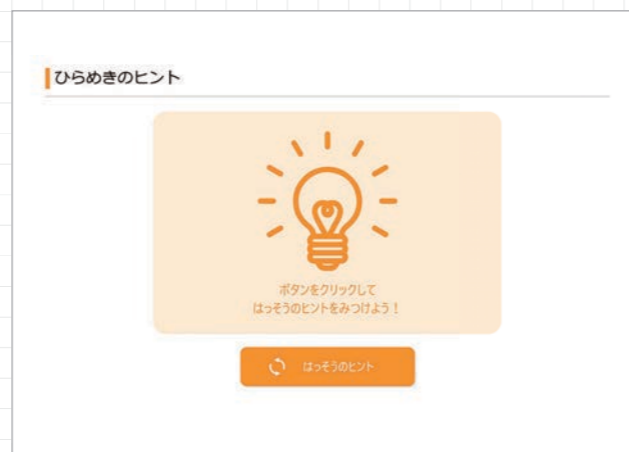 ひらめきのヒント
ボタンをクリックして
はっそうのヒントをみつけよう！
はっそうのヒント